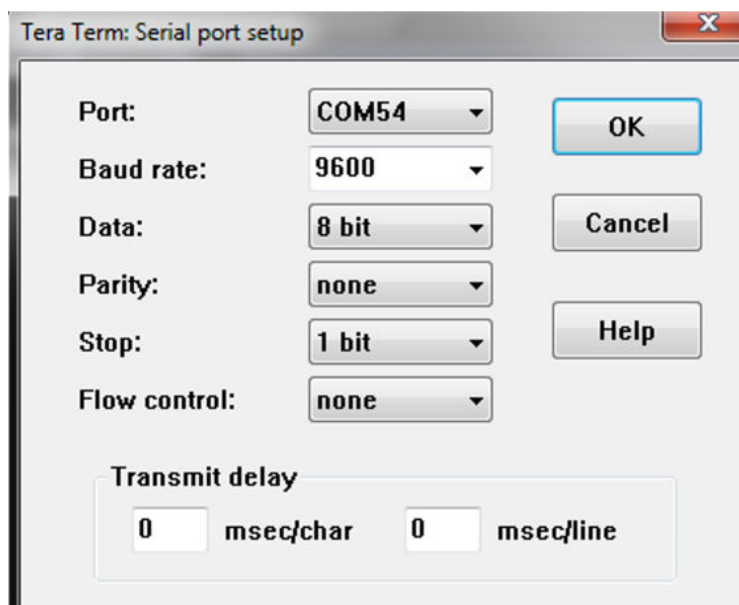 Tera Term: Serial port setup
Port: COM54 OK
Baud rate: 9600
Data: 8 bit Cancel
Parity: none
Stop: 1 bit Help
Flow control: none
Transmit delay
0 msec/char 0 msec/line